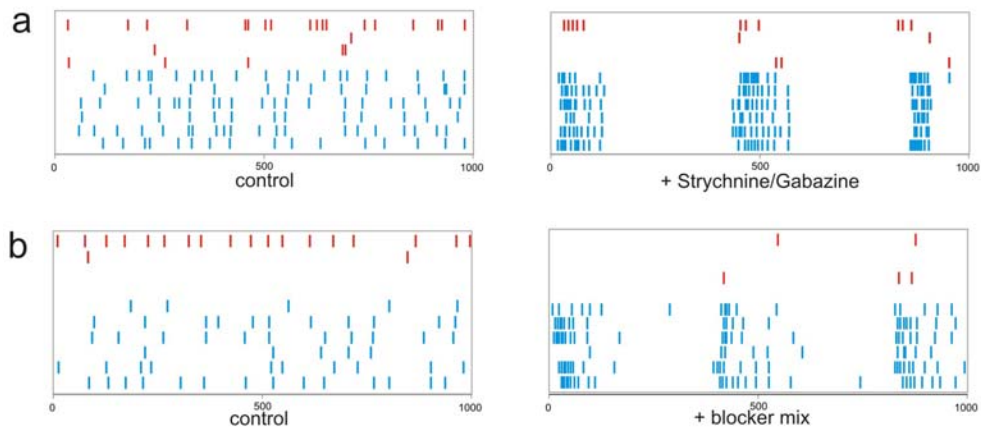 a
0 500 1000
control
0 500 1000
+ Strychnine/Gabazine
b
0 500 1000
control
0 500 1000
+ blocker mix